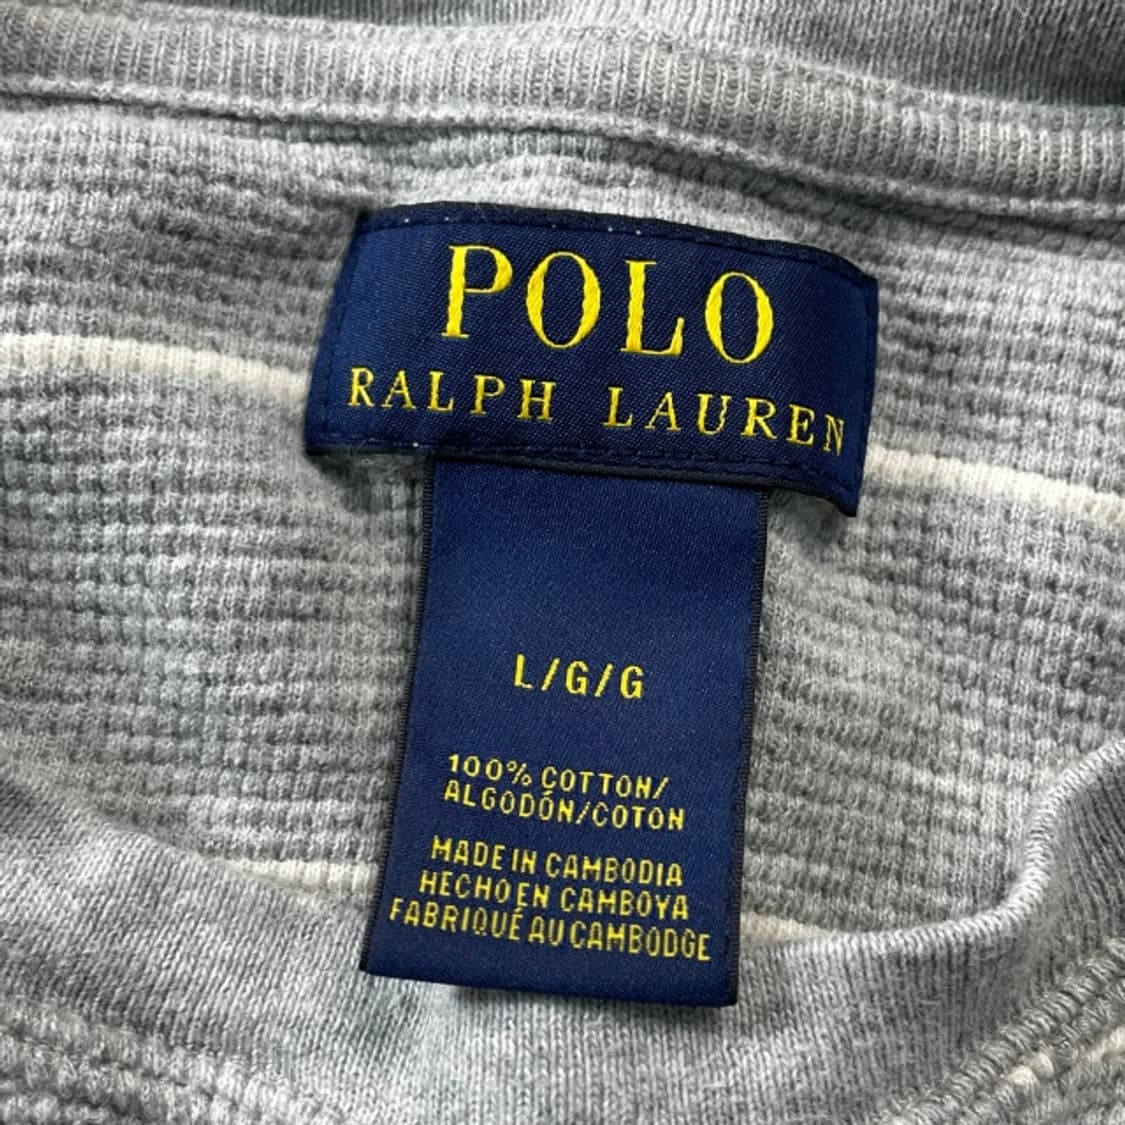 POLO
RALPH LAUREN
L/G/G
100% COTTON/
ALGODÓN/COTON
MADE IN CAMBODIA
HECHO EN CAMBOYA
FABRIQUÉ AU CAMBODGE